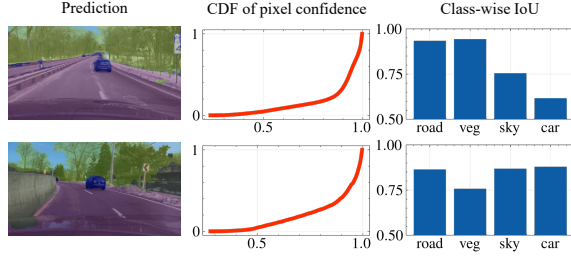 Prediction
CDF of pixel confidence
Class-wise IoU
1
0
0.5
1.0
1.00
0.75
0.50
road veg sky car
1
0
0.5
1.0
1.00
0.75
0.50
road veg sky car